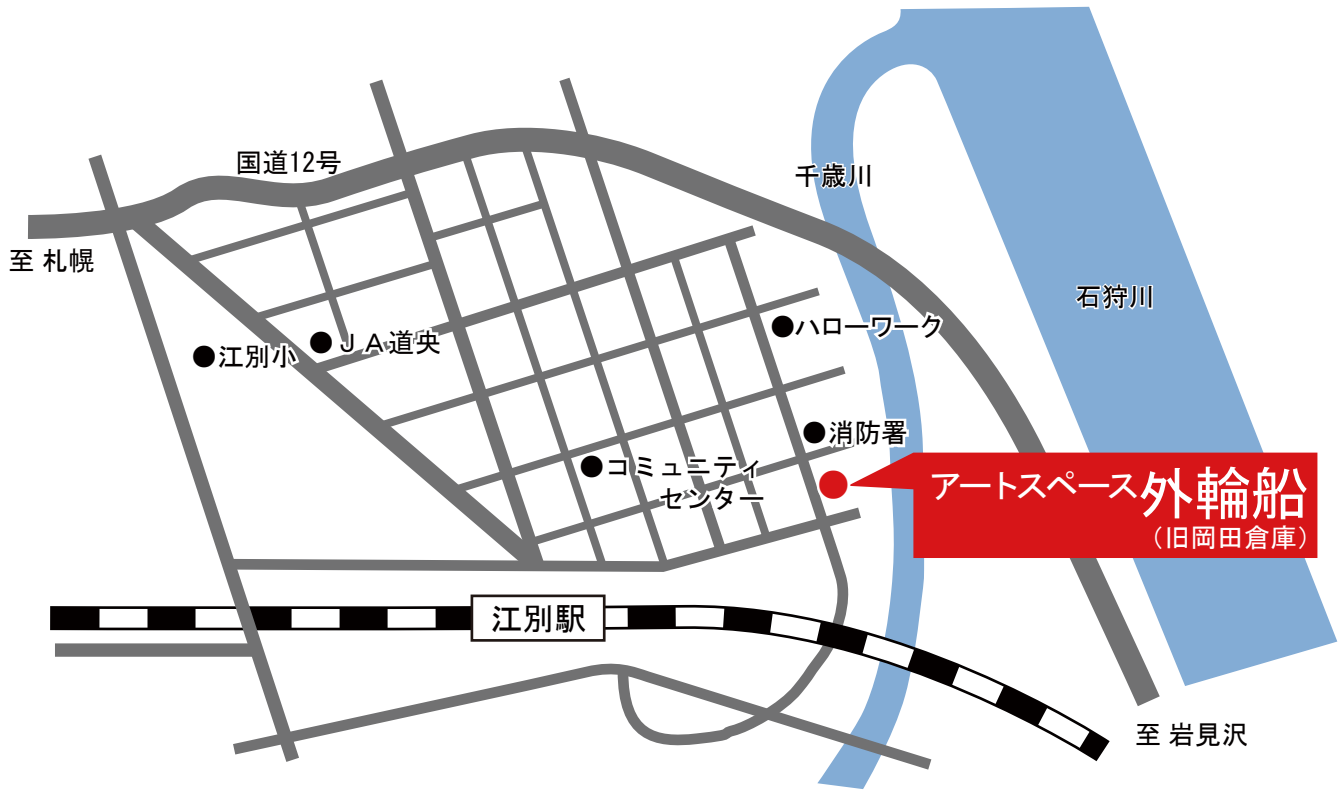 国道12号
千歳川
至 札幌
石狩川
ハローワーク
ＪＡ道央
江別小
消防署
コミュニティ
センター
アートスペース外輪船
（旧岡田倉庫）
江別駅
至 岩見沢